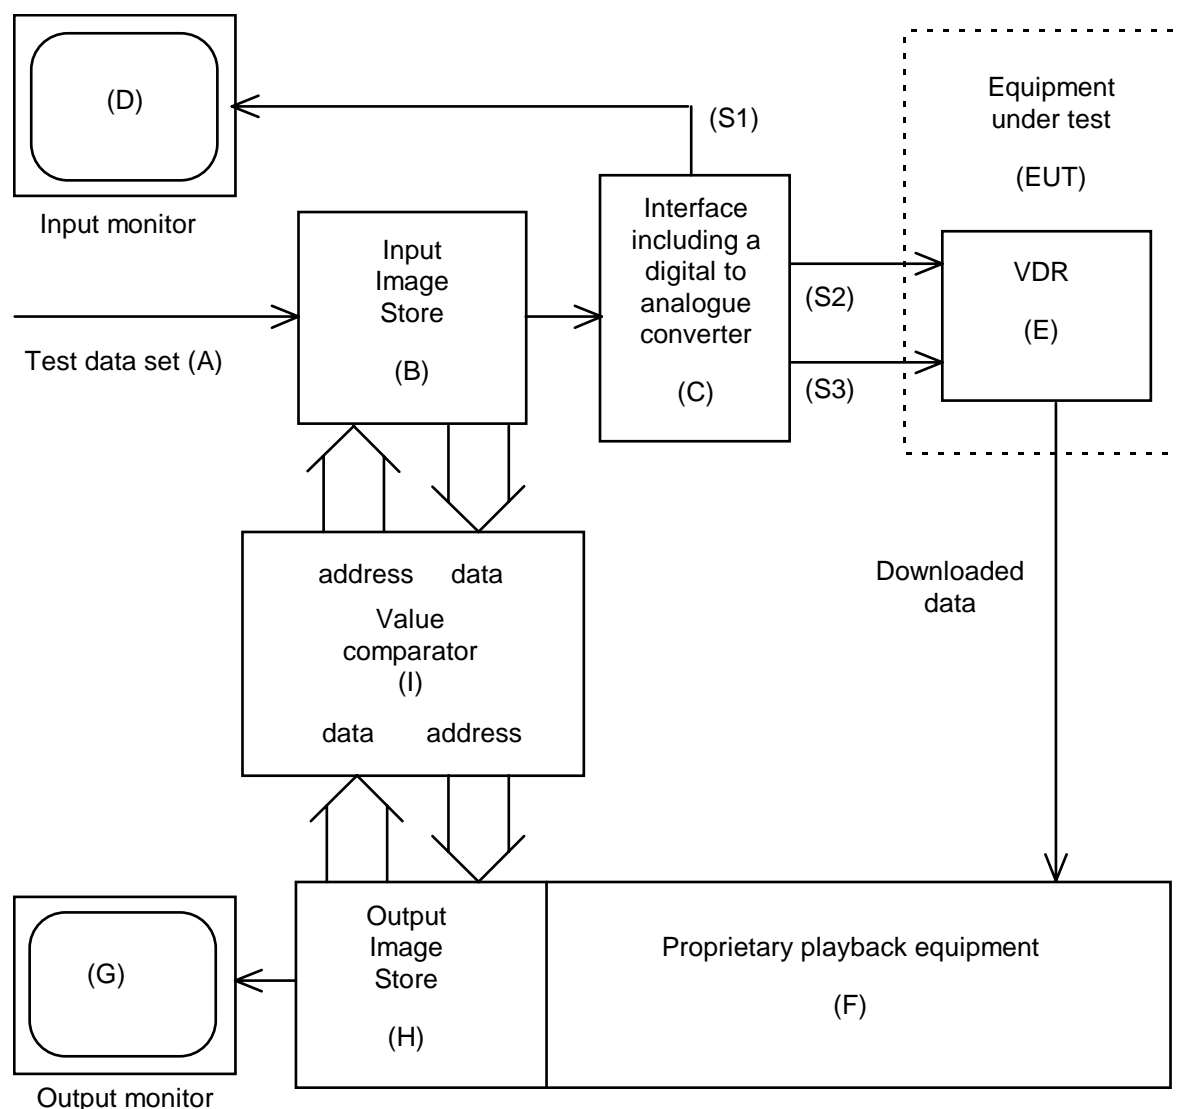 (D)
Input monitor
(S1)
Equipment
under test
(EUT)
Interface
including a
digital to
analogue
converter
(C)
Input
Image
Store
(B)
Test data set (A)
(S2)
(S3)
VDR
(E)
address data
Value
comparator
(I)
data address
Downloaded
data
Output
Image
Store
(H)
Proprietary playback equipment
(F)
(G)
Output monitor